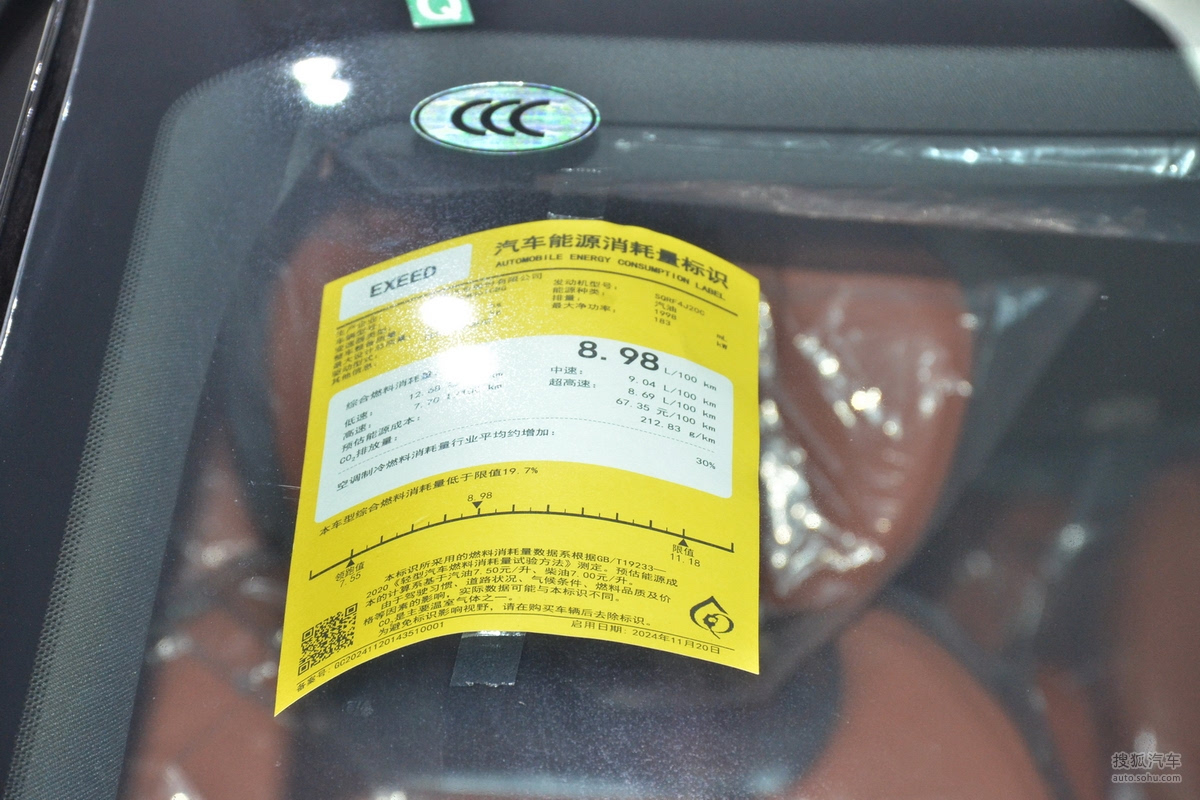 Q
CCC
EXEED
汽车能源消耗量标识
AUTOMOBILE ENERGY CONSUMPTION LABEL
有限公司
发动机型号： SQRF4J20C
能源种类： 汽油
排量： 1998 mL
最大净功率： 183 kW
综合燃料消耗量
8.98 L/100 km
低速： 12.58
中速： 9.04 L/100 km
高速： 7.70 L/100 km
超高速： 8.69 L/100 km
预估能源成本： 67.35 元/100 km
CO₂排放量： 212.83 g/km
空调制冷燃料消耗量行业平均约增加： 30%
本车型综合燃料消耗量低于限值19.7%
8.98
领跑值
7.55
限值
11.18
本标识所采用的燃料消耗量数据系根据GB/T19233—
2020《轻型汽车燃料消耗量试验方法》测定。预估能源成
本的计算系基于汽油7.50元/升、柴油7.00元/升。
由于驾驶习惯、道路状况、气候条件、燃料品质及价
格等因素的影响，实际数据可能与本标识不同。
CO₂是主要温室气体之一。
为避免标识影响视野，请在购买车辆后去除标识。
备案号：GC20241120143510001
启用日期：2024年11月20日
搜狐汽车
auto.sohu.com